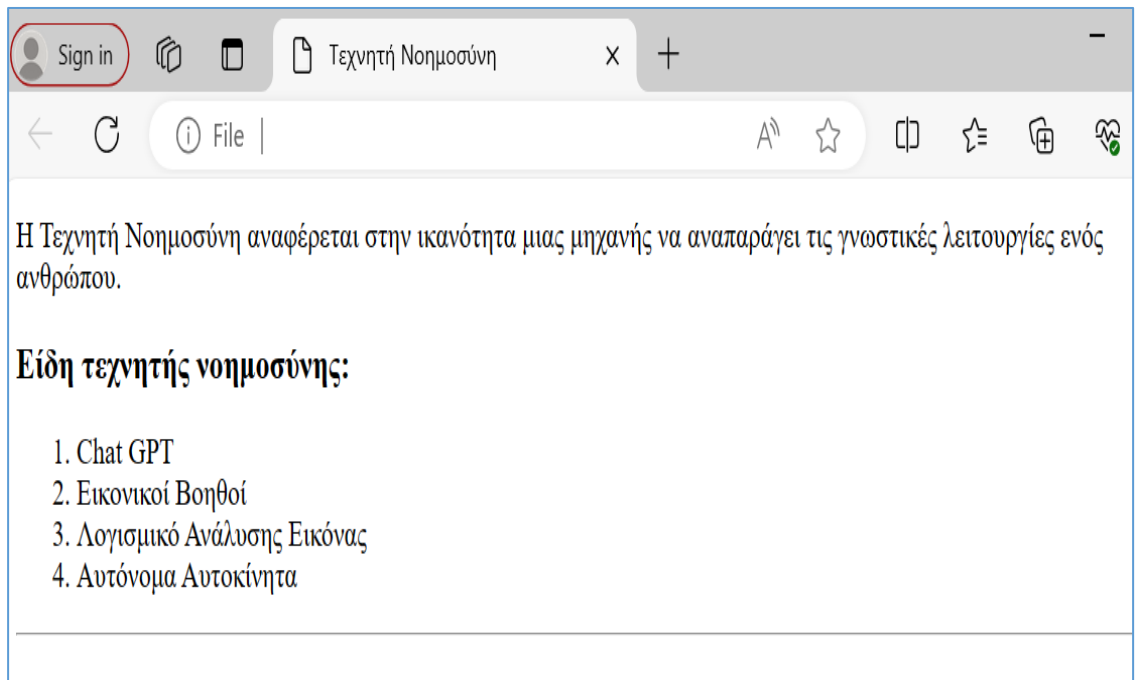 Sign in
Τεχνητή Νοημοσύνη
File
Η Τεχνητή Νοημοσύνη αναφέρεται στην ικανότητα μιας μηχανής να αναπαράγει τις γνωστικές λειτουργίες ενός
ανθρώπου.
Είδη τεχνητής νοημοσύνης:
1. Chat GPT
2. Εικονικοί Βοηθοί
3. Λογισμικό Ανάλυσης Εικόνας
4. Αυτόνομα Αυτοκίνητα